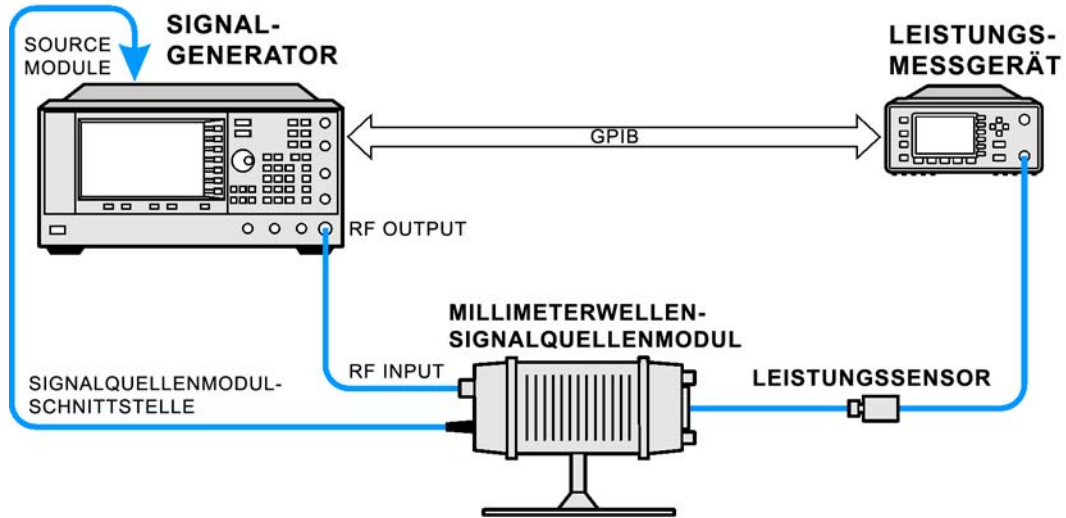 SIGNAL-
GENERATOR
SOURCE
MODULE
LEISTUNGS-
MESSGERÄT
GPIB
RF OUTPUT
MILLIMETERWELLEN-
SIGNALQUELLENMODUL
RF INPUT
LEISTUNGSSENSOR
SIGNALQUELLENMODUL-
SCHNITTSTELLE